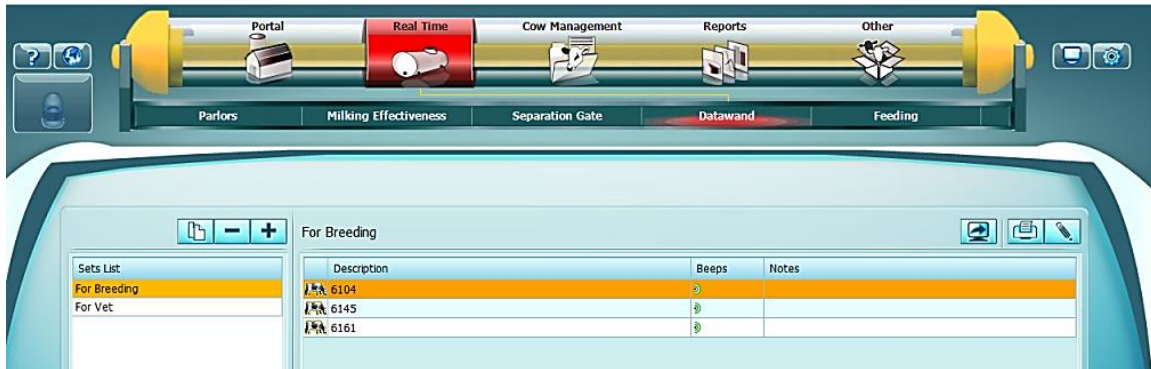 Portal Real Time Cow Management Reports Other
?
Parlors Milking Effectiveness Separation Gate Datawand Feeding
For Breeding
Sets List
For Breeding
For Vet
Description Beeps Notes
6104
6145
6161